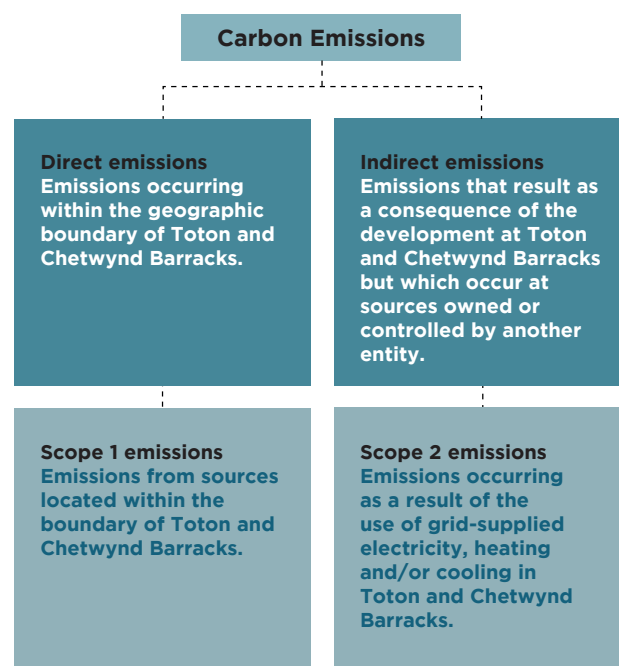 Carbon Emissions
Direct emissions
Emissions occurring
within the geographic
boundary of Toton and
Chetwynd Barracks.
Indirect emissions
Emissions that result as
a consequence of the
development at Toton
and Chetwynd Barracks
but which occur at
sources owned or
controlled by another
entity.
Scope 1 emissions
Emissions from sources
located within the
boundary of Toton and
Chetwynd Barracks.
Scope 2 emissions
Emissions occurring
as a result of the
use of grid-supplied
electricity, heating
and/or cooling in
Toton and Chetwynd
Barracks.